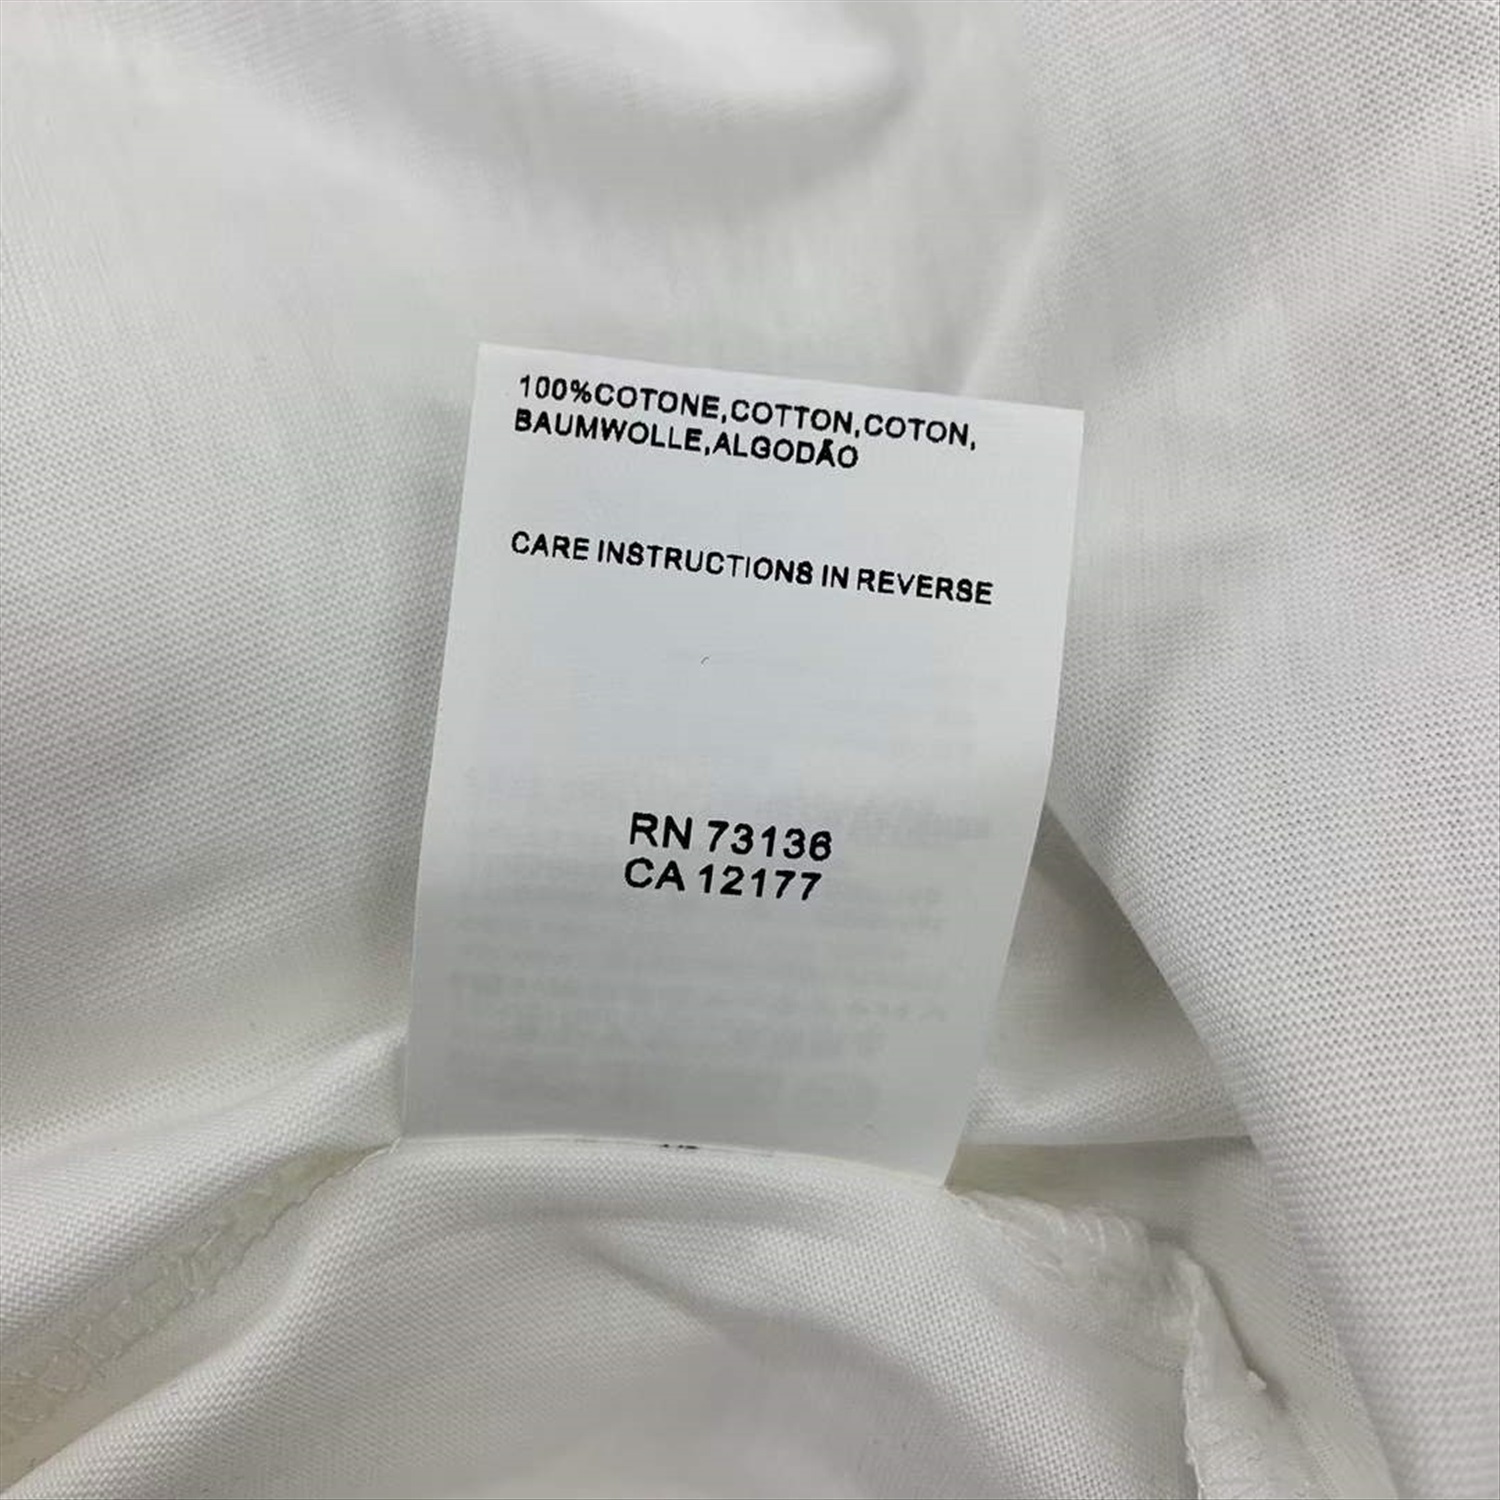 100%COTONE,COTTON,COTON,
BAUMWOLLE,ALGODÃO
CARE INSTRUCTIONS IN REVERSE
RN 73136
CA 12177